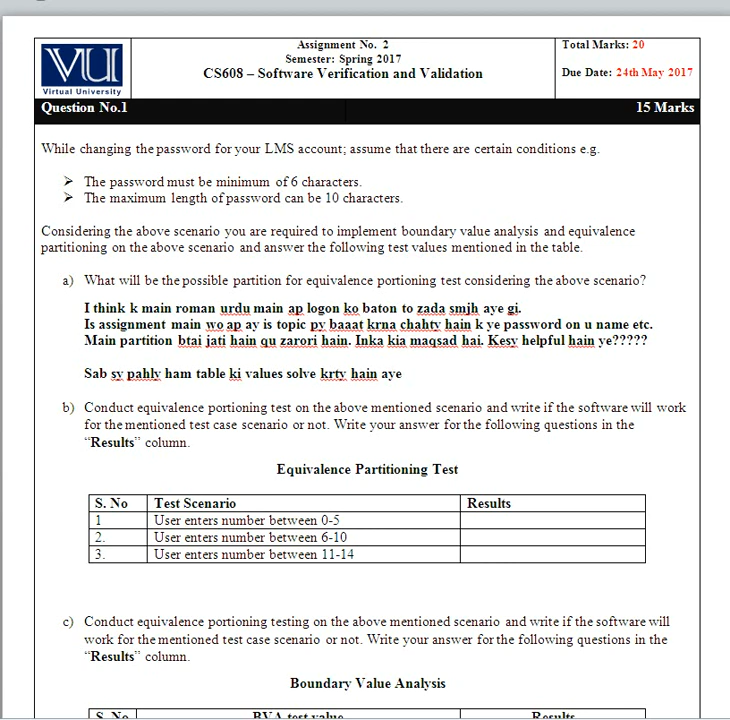 VU
Virtual University
Assignment No. 2
Semester: Spring 2017
CS608 – Software Verification and Validation
Total Marks: 20
Due Date: 24th May 2017
Question No.1 15 Marks
While changing the password for your LMS account; assume that there are certain conditions e.g.
➢ The password must be minimum of 6 characters.
➢ The maximum length of password can be 10 characters.
Considering the above scenario you are required to implement boundary value analysis and equivalence
partitioning on the above scenario and answer the following test values mentioned in the table.
a) What will be the possible partition for equivalence portioning test considering the above scenario?
I think k main roman urdu main ap logon ko baton to zada smjh aye gi.
Is assignment main wo ap ay is topic py baaat krna chahty hain k ye password on u name etc.
Main partition btai jati hain qu zarori hain. Inka kia maqsad hai. Kesy helpful hain ye?????
Sab sy pahly ham table ki values solve krty hain aye
b) Conduct equivalence portioning test on the above mentioned scenario and write if the software will work
for the mentioned test case scenario or not. Write your answer for the following questions in the
“Results” column.
Equivalence Partitioning Test
S. No Test Scenario Results
1 User enters number between 0-5
2. User enters number between 6-10
3. User enters number between 11-14
c) Conduct equivalence portioning testing on the above mentioned scenario and write if the software will
work for the mentioned test case scenario or not. Write your answer for the following questions in the
“Results” column.
Boundary Value Analysis
S. No BVA test value Results